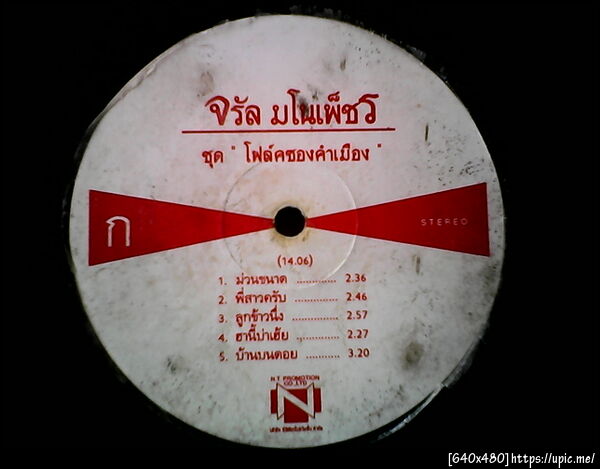 จรัล มโนเพ็ชร
ชุด " โฟล์คซองคำเมือง "
ก
STEREO
(14.06)
1. ม่วนขนาด ............. 2.36
2. พี่สาวครับ .............. 2.46
3. ลูกข้าวนึ่ง .............. 2.57
4. ฮานี้บ่าเฮ้ย ............. 2.27
5. บ้านบนดอย ........... 3.20
N.T PROMOTION
CO.,LTD
N
[640x480]https://upic.me/